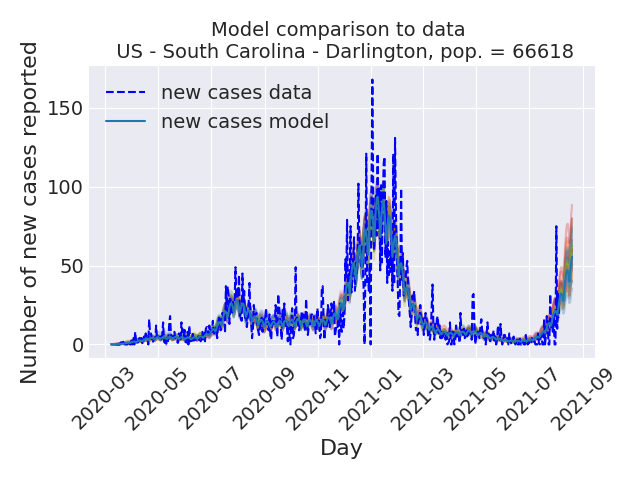 Model comparison to data
US - South Carolina - Darlington, pop. = 66618
Number of new cases reported
150
100
50
0
new cases data
new cases model
2020-03
2020-05
2020-07
2020-09
2020-11
2021-01
2021-03
2021-05
2021-07
2021-09
Day